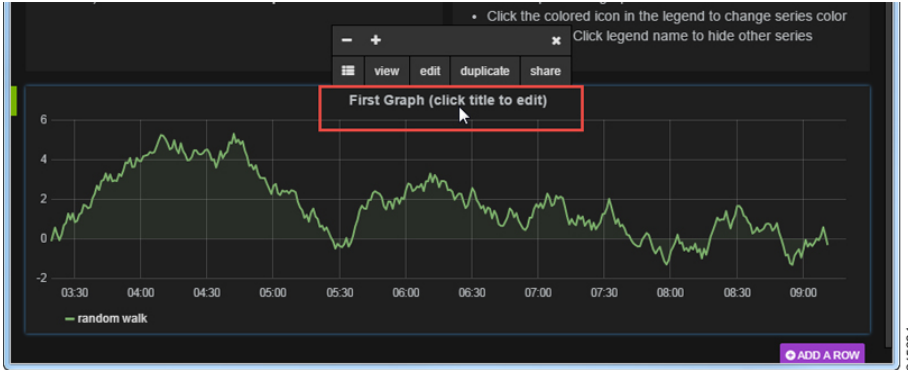 • Click the colored icon in the legend to change series color
Click legend name to hide other series
− + ×
view edit duplicate share
First Graph (click title to edit)
6
4
2
0
-2
03:30 04:00 04:30 05:00 05:30 06:00 06:30 07:00 07:30 08:00 08:30 09:00
random walk
ADD A ROW